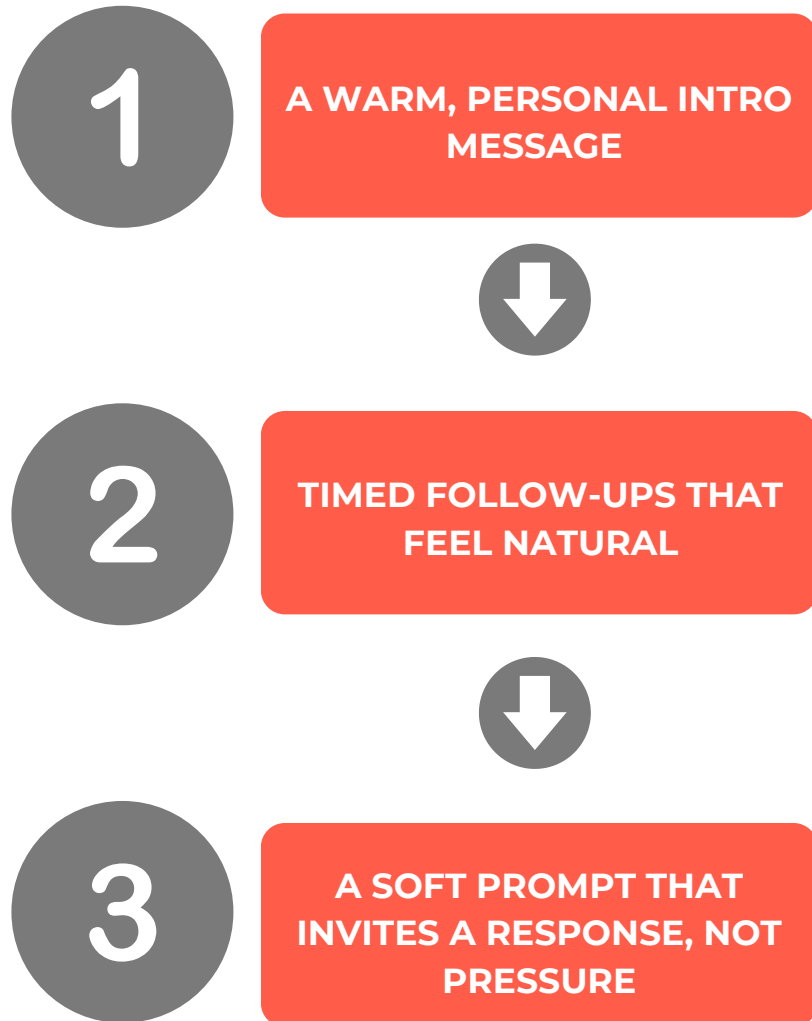 1
A WARM, PERSONAL INTRO
MESSAGE
2
TIMED FOLLOW-UPS THAT
FEEL NATURAL
3
A SOFT PROMPT THAT
INVITES A RESPONSE, NOT
PRESSURE